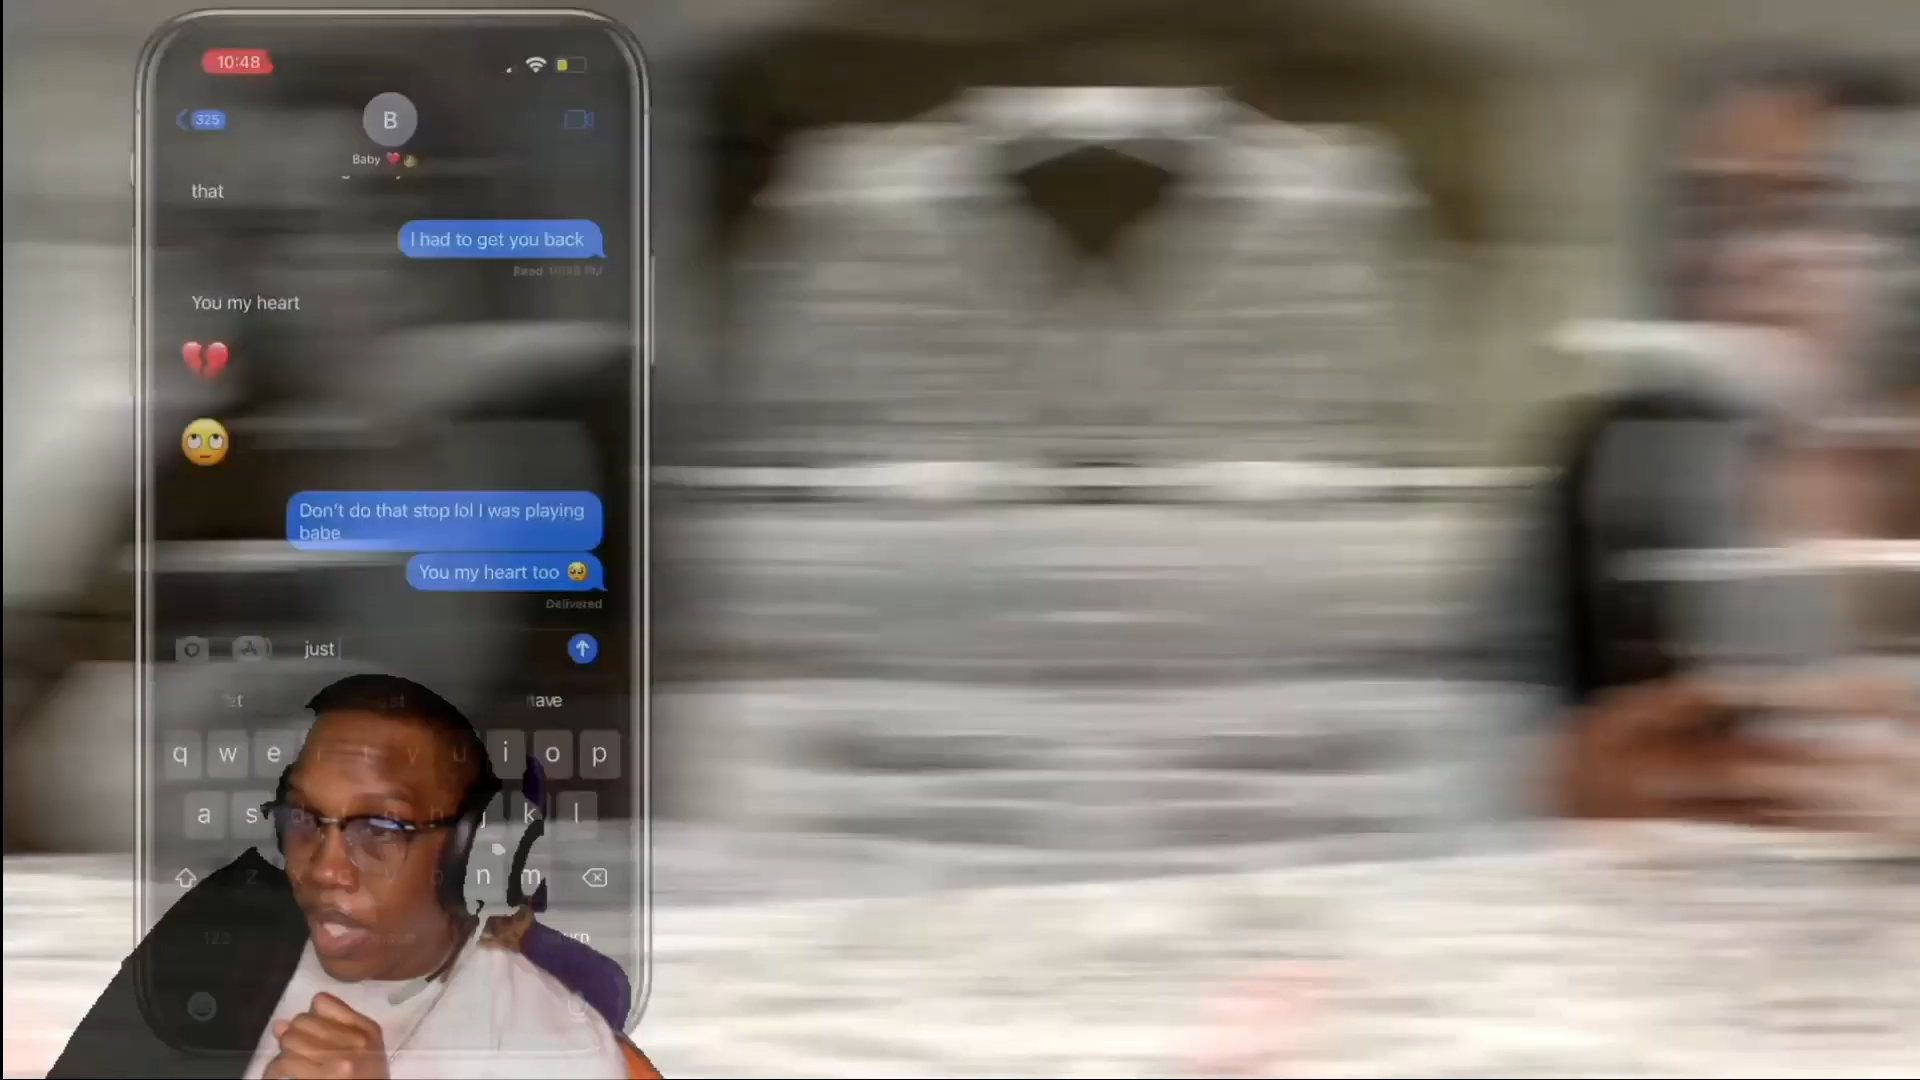 10:48
325
B
Baby
that
I had to get you back
You my heart
Don't do that stop lol I was playing
babe
You my heart too
Delivered
just
q w e i o p
a s j k l
n m
123